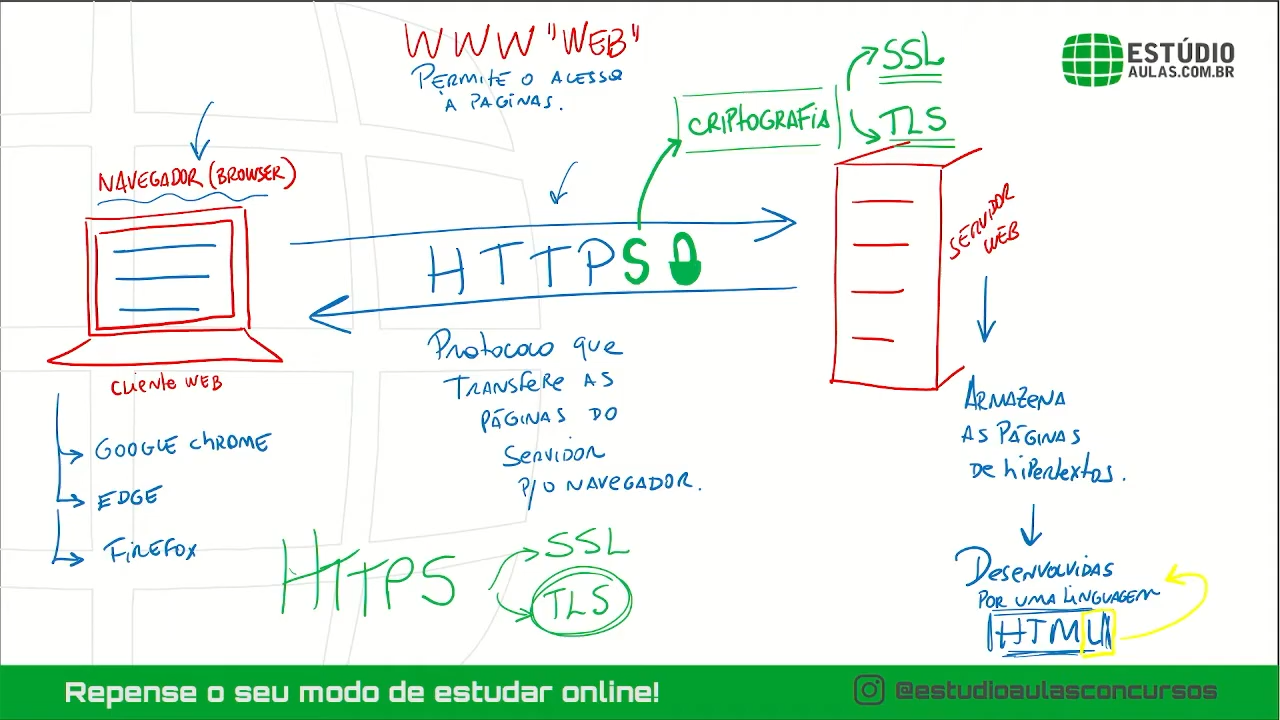 WWW "WEB"
PERMITE O ACESSO
A PAGINAS.
SSL
TLS
CRIPTOGRAFIA
ESTÚDIO
AULAS.COM.BR
NAVEGADOR (BROWSER)
HTTPS
SERVIDOR
WEB
CLIENTE WEB
GOOGLE CHROME
EDGE
FIREFOX
PROTOCOLO QUE
TRANSFERE AS
PÁGINAS DO
SERVIDOR
P/O NAVEGADOR.
HTTPS
SSL
TLS
ARMAZENA
AS PÁGINAS
DE hiPERTEXTOS.
DESENVOLVIDAS
POR UMA LINGUAGEM
HTML
Repense o seu modo de estudar online!
@estudioaulasconcursos